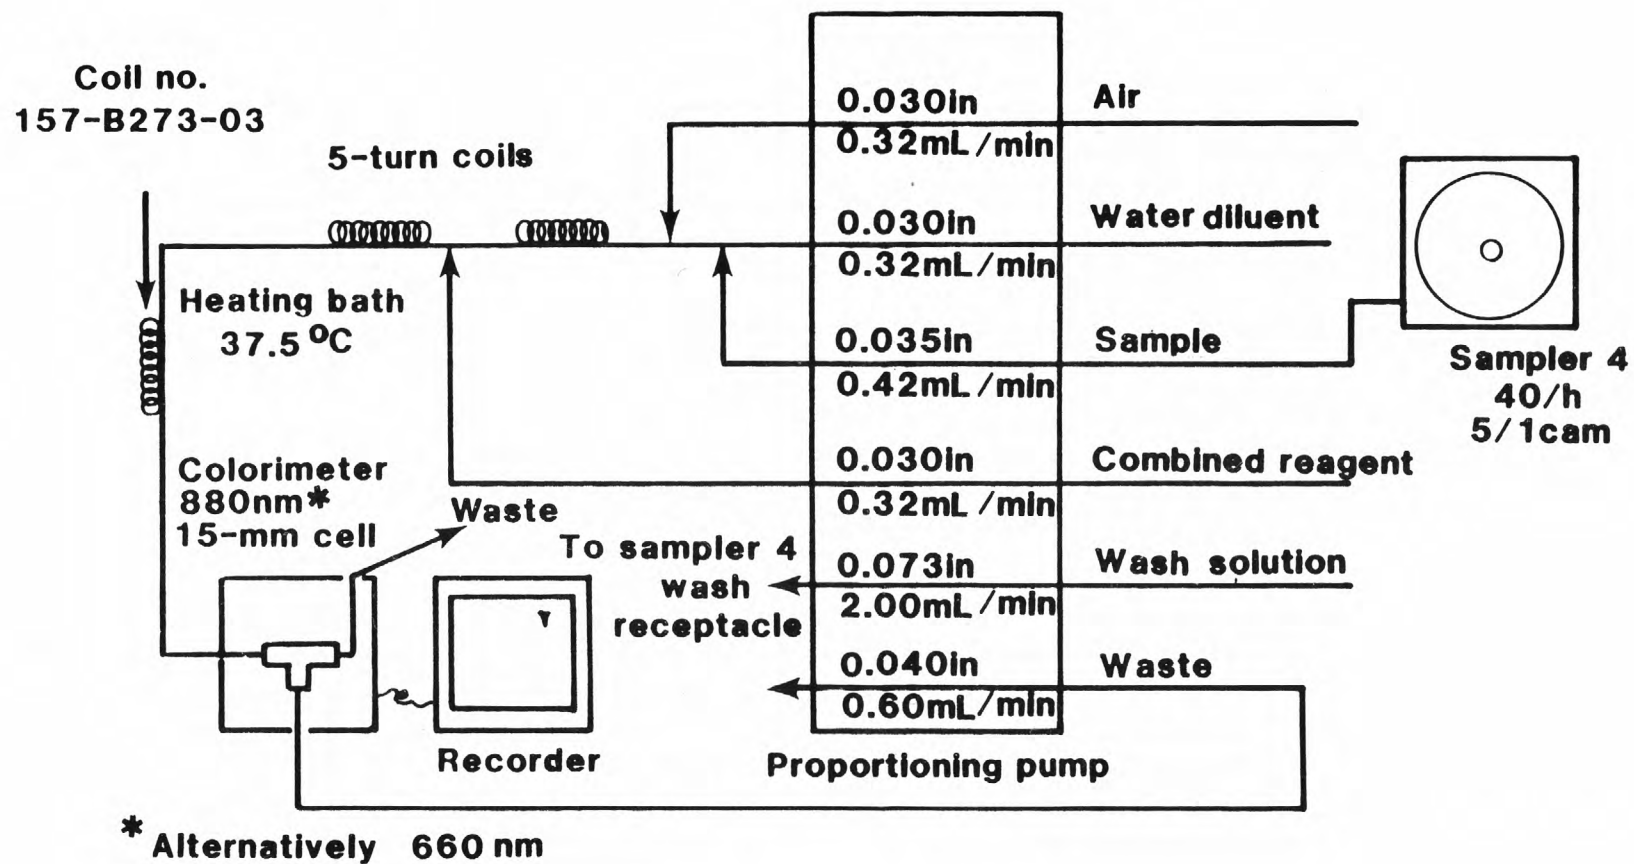 Coil no.
157-B273-03
5-turn coils
Heating bath
37.5 °C
Colorimeter
880nm*
15-mm cell
Waste
Recorder
To sampler 4
wash
receptacle
0.030in
Air
0.32mL/min
0.030in
Water diluent
0.32mL/min
0.035in
Sample
0.42mL/min
0.030in
Combined reagent
0.32mL/min
0.073in
Wash solution
2.00mL/min
0.040in
Waste
0.60mL/min
Proportioning pump
Sampler 4
40/h
5/1cam
* Alternatively 660 nm